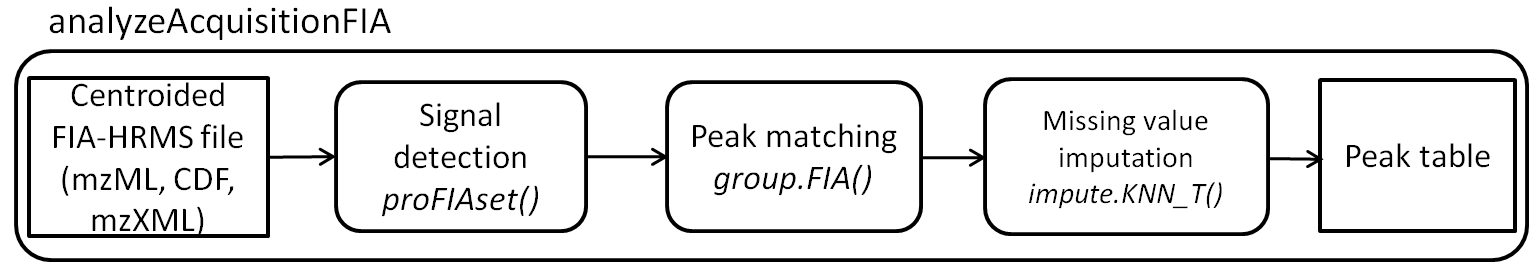 analyzeAcquisitionFIA
Centroided
FIA-HRMS file
(mzML, CDF,
mzXML)
Signal
detection
proFIAset()
Peak matching
group.FIA()
Missing value
imputation
impute.KNN_T()
Peak table